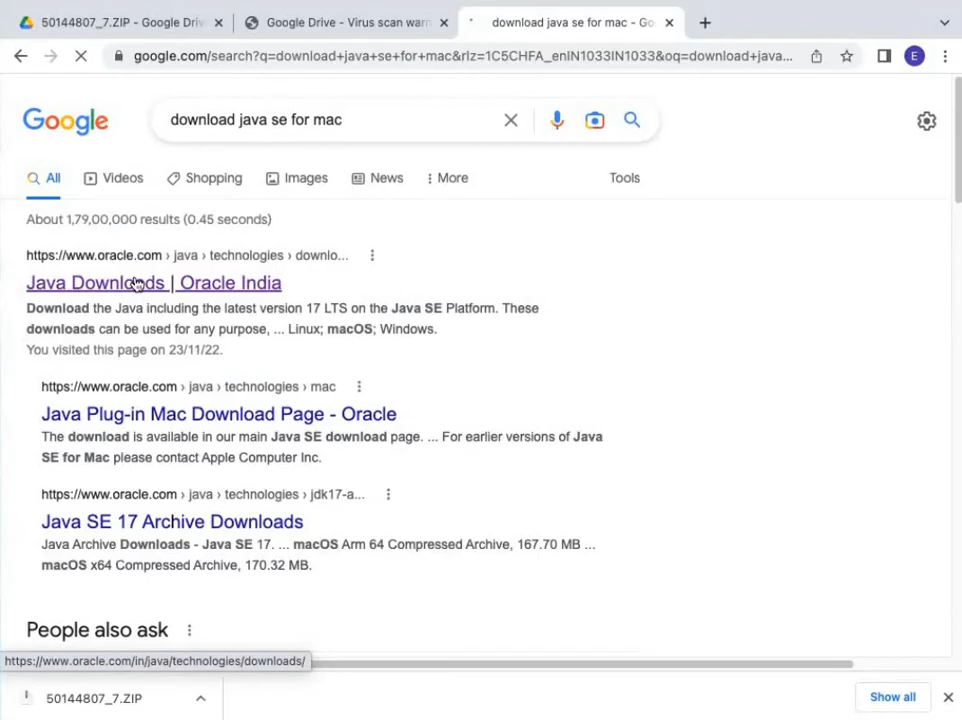 50144807_7.ZIP - Google Driv
Google Drive - Virus scan warn
download java se for mac - Go
google.com/search?q=download+java+se+for+mac&rlz=1C5CHFA_enIN1033IN1033&oq=download+java...
E
Google
download java se for mac
All
Videos
Shopping
Images
News
More
Tools
About 1,79,00,000 results (0.45 seconds)
https://www.oracle.com › java › technologies › downlo...
Java Downloads | Oracle India
Download the Java including the latest version 17 LTS on the Java SE Platform. These
downloads can be used for any purpose, ... Linux; macOS; Windows.
You visited this page on 23/11/22.
https://www.oracle.com › java › technologies › mac
Java Plug-in Mac Download Page - Oracle
The download is available in our main Java SE download page. ... For earlier versions of Java
SE for Mac please contact Apple Computer Inc.
https://www.oracle.com › java › technologies › jdk17-a...
Java SE 17 Archive Downloads
Java Archive Downloads - Java SE 17. ... macOS Arm 64 Compressed Archive, 167.70 MB ...
macOS x64 Compressed Archive, 170.32 MB.
People also ask
https://www.oracle.com/in/java/technologies/downloads/
50144807_7.ZIP
Show all